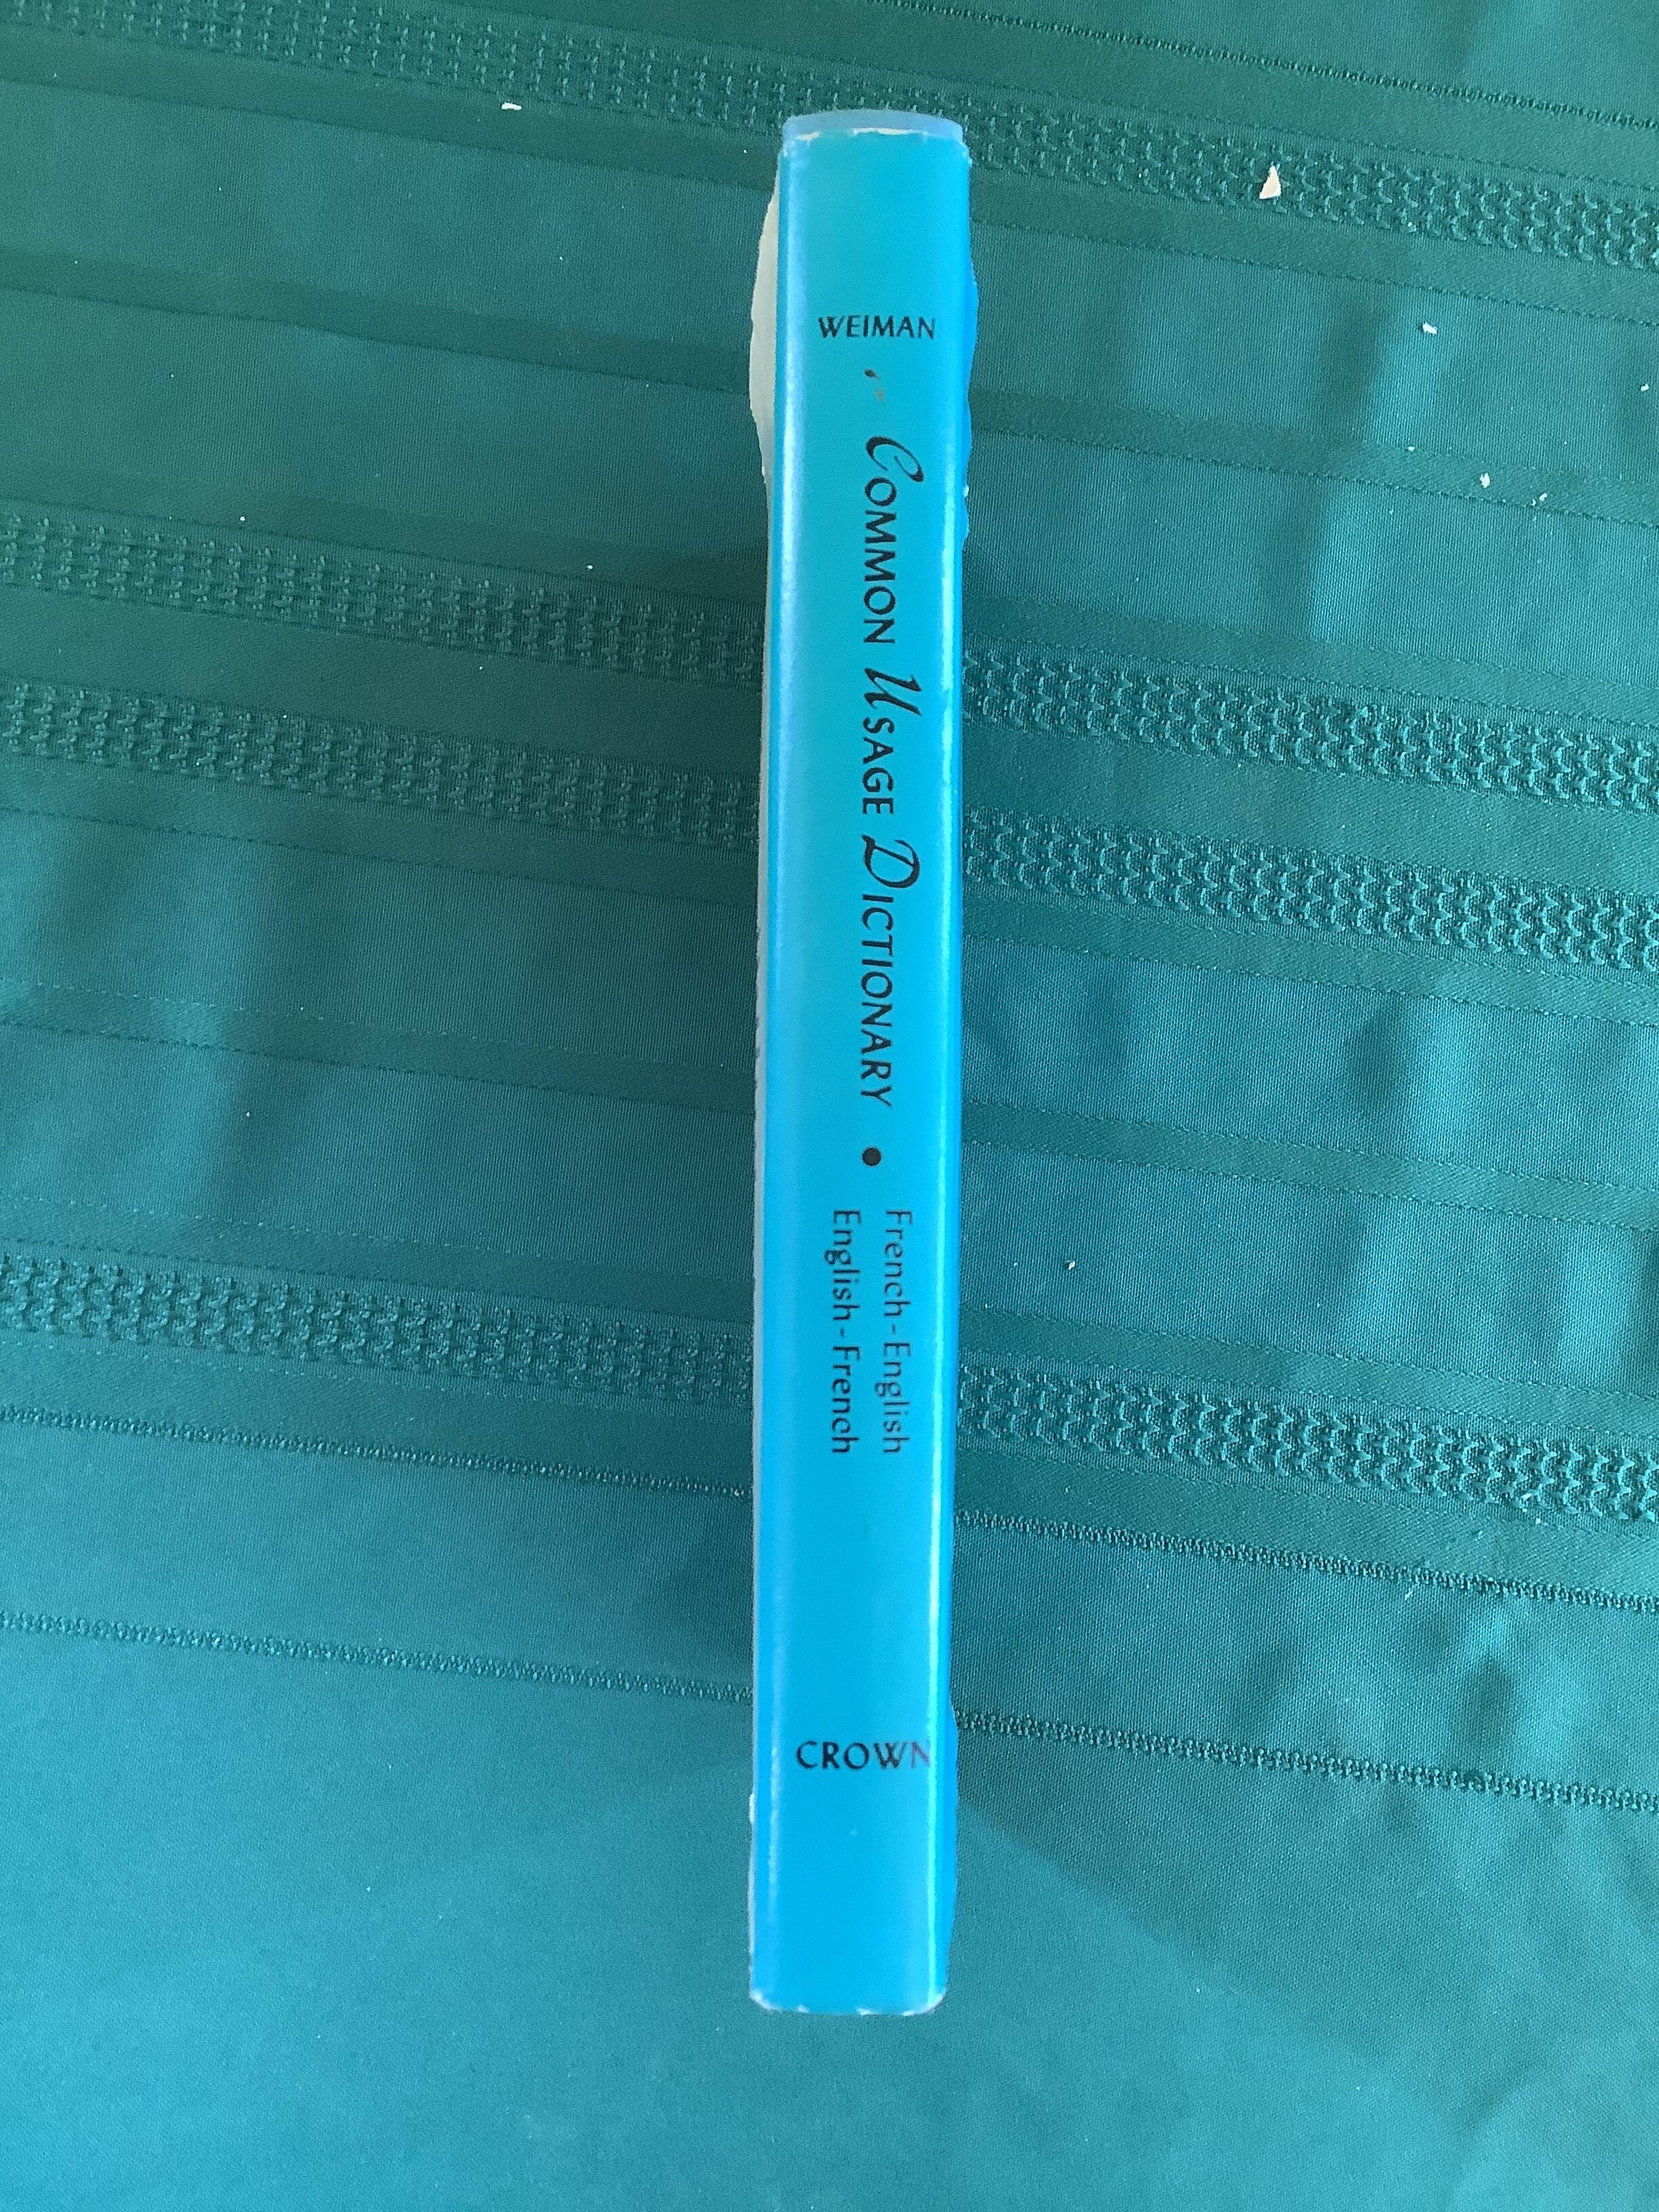 WEIMAN
COMMON USAGE DICTIONARY •
French-English
English-French
CROWN